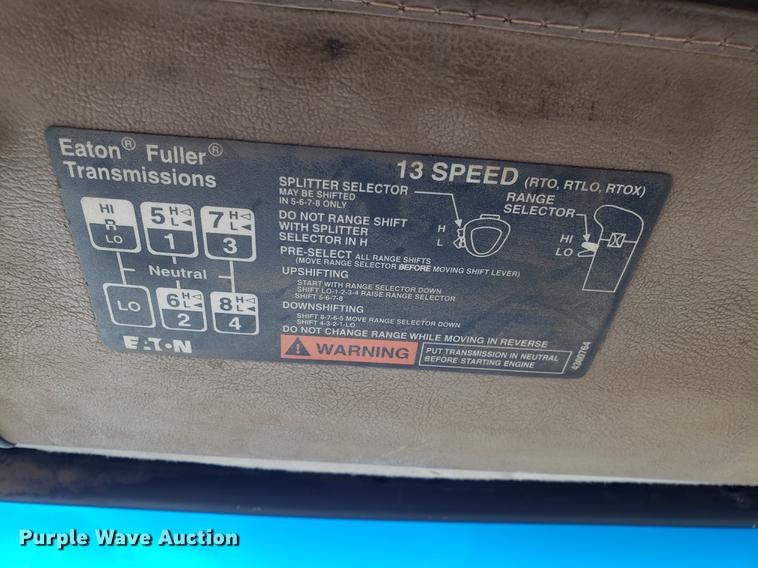 Eaton® Fuller®
Transmissions
HI
R
LO
5 H L
1
7 H L
3
Neutral
LO
6 H L
2
8 H L
4
EATON
13 SPEED (RTO, RTLO, RTOX)
SPLITTER SELECTOR
MAY BE SHIFTED
IN 5-6-7-8 ONLY
DO NOT RANGE SHIFT
WITH SPLITTER
SELECTOR IN H
H
L
RANGE
SELECTOR
HI
LO
PRE-SELECT ALL RANGE SHIFTS
(MOVE RANGE SELECTOR BEFORE MOVING SHIFT LEVER)
UPSHIFTING
START WITH RANGE SELECTOR DOWN
SHIFT LO-1-2-3-4 RAISE RANGE SELECTOR
SHIFT 5-6-7-8
DOWNSHIFTING
SHIFT 8-7-6-5 MOVE RANGE SELECTOR DOWN
SHIFT 4-3-2-1-LO
DO NOT CHANGE RANGE WHILE MOVING IN REVERSE
WARNING
PUT TRANSMISSION IN NEUTRAL
BEFORE STARTING ENGINE
4300764
Purple Wave Auction